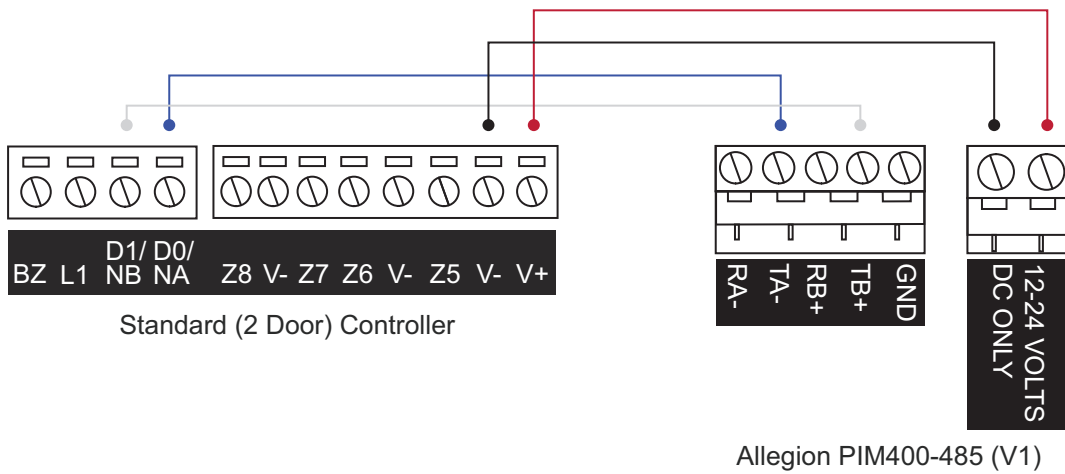 D1/ D0/
BZ L1 NB NA Z8 V- Z7 Z6 V- Z5 V- V+
Standard (2 Door) Controller
RA-
TA-
RB+
TB+
GND
12-24 VOLTS
DC ONLY
Allegion PIM400-485 (V1)